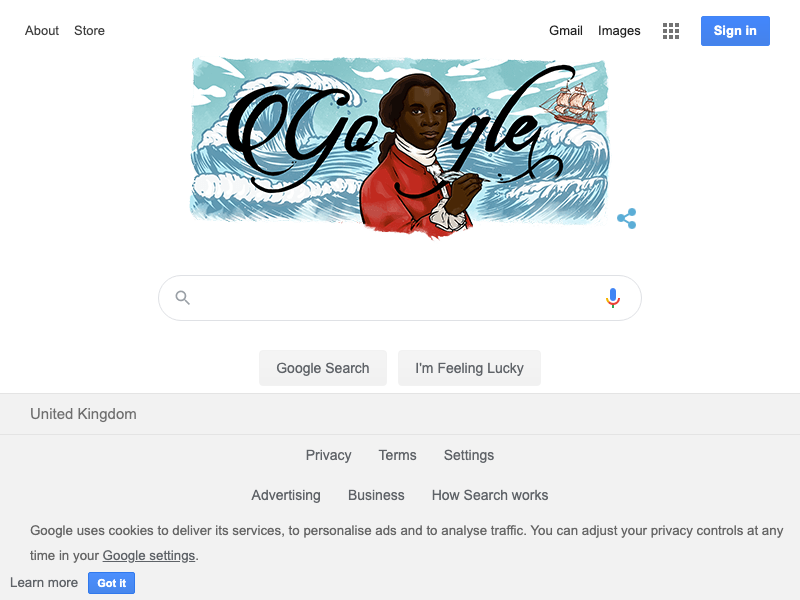 About Store Gmail Images Sign in
Google
Google Search I'm Feeling Lucky
United Kingdom
Privacy Terms Settings
Advertising Business How Search works
Google uses cookies to deliver its services, to personalise ads and to analyse traffic. You can adjust your privacy controls at any
time in your Google settings.
Learn more Got it